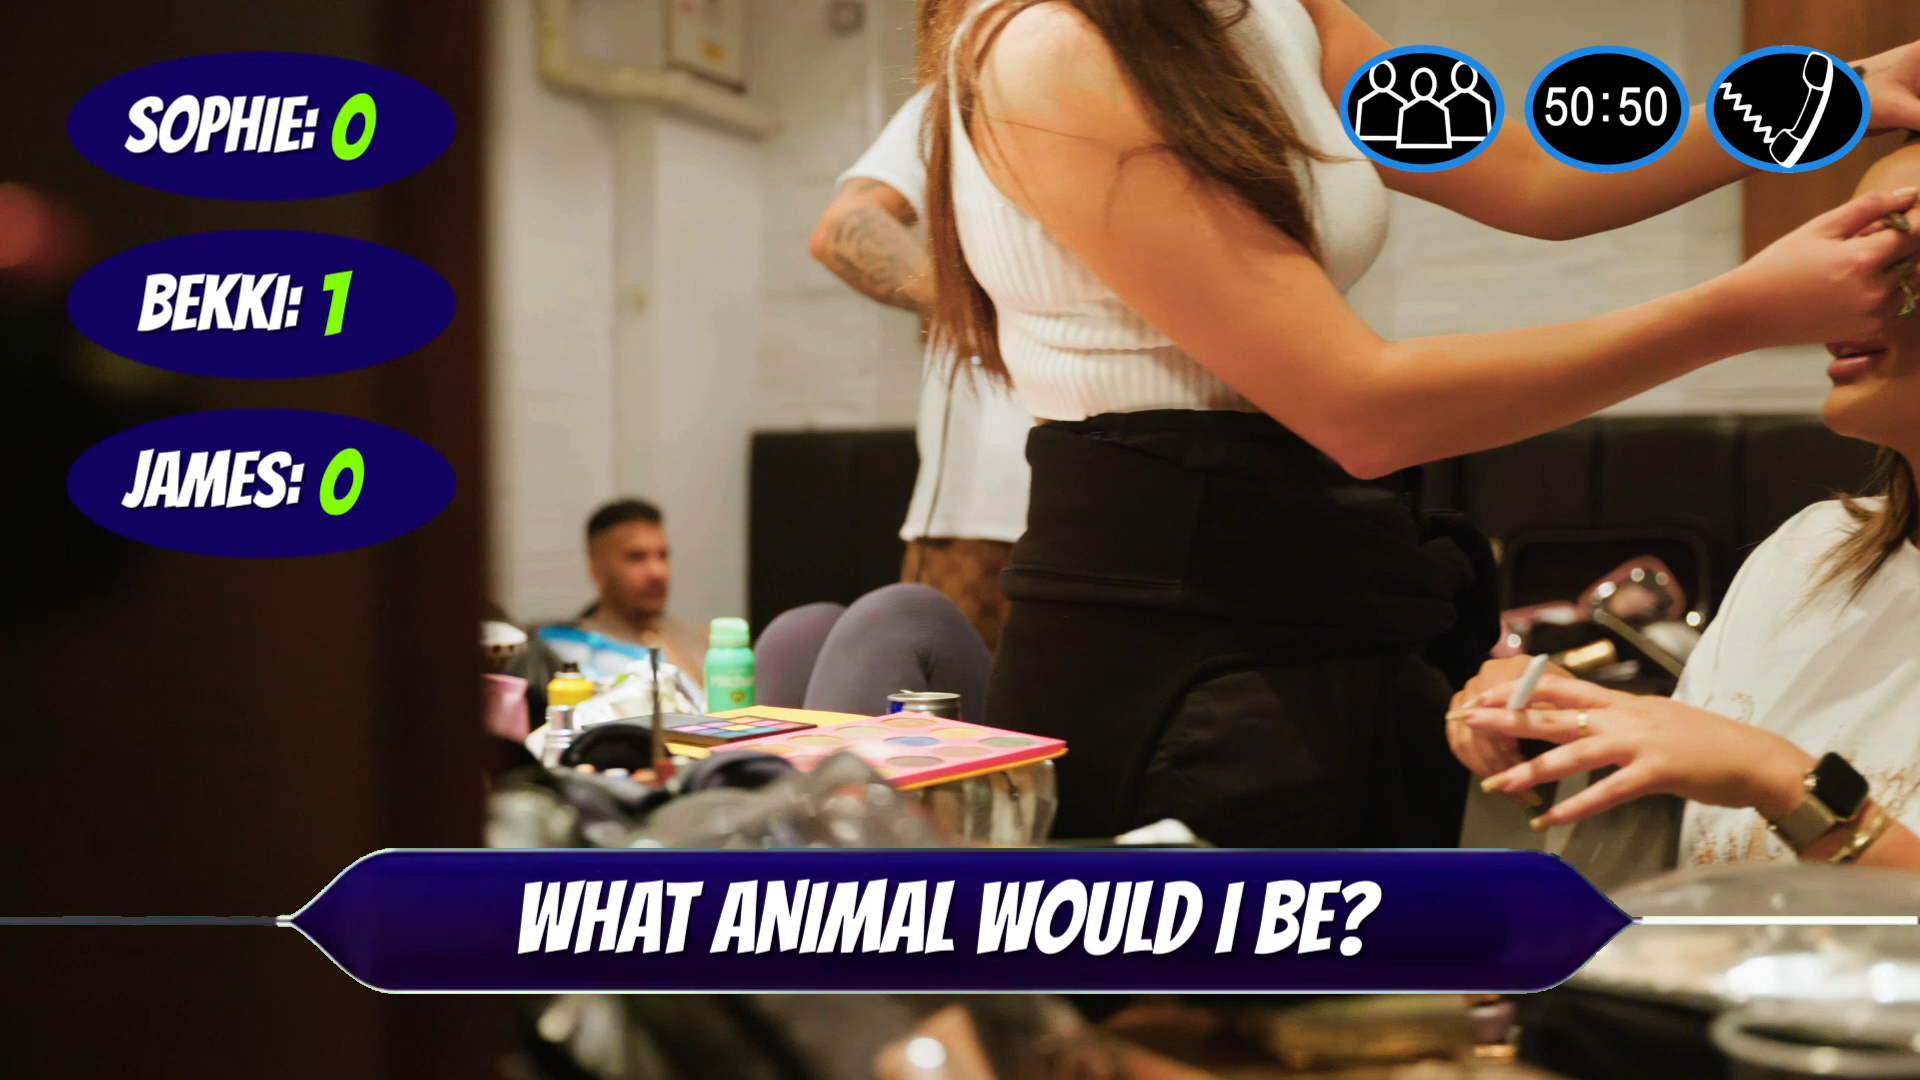 SOPHIE: 0
BEKKI: 1
JAMES: 0
50:50
WHAT ANIMAL WOULD I BE?